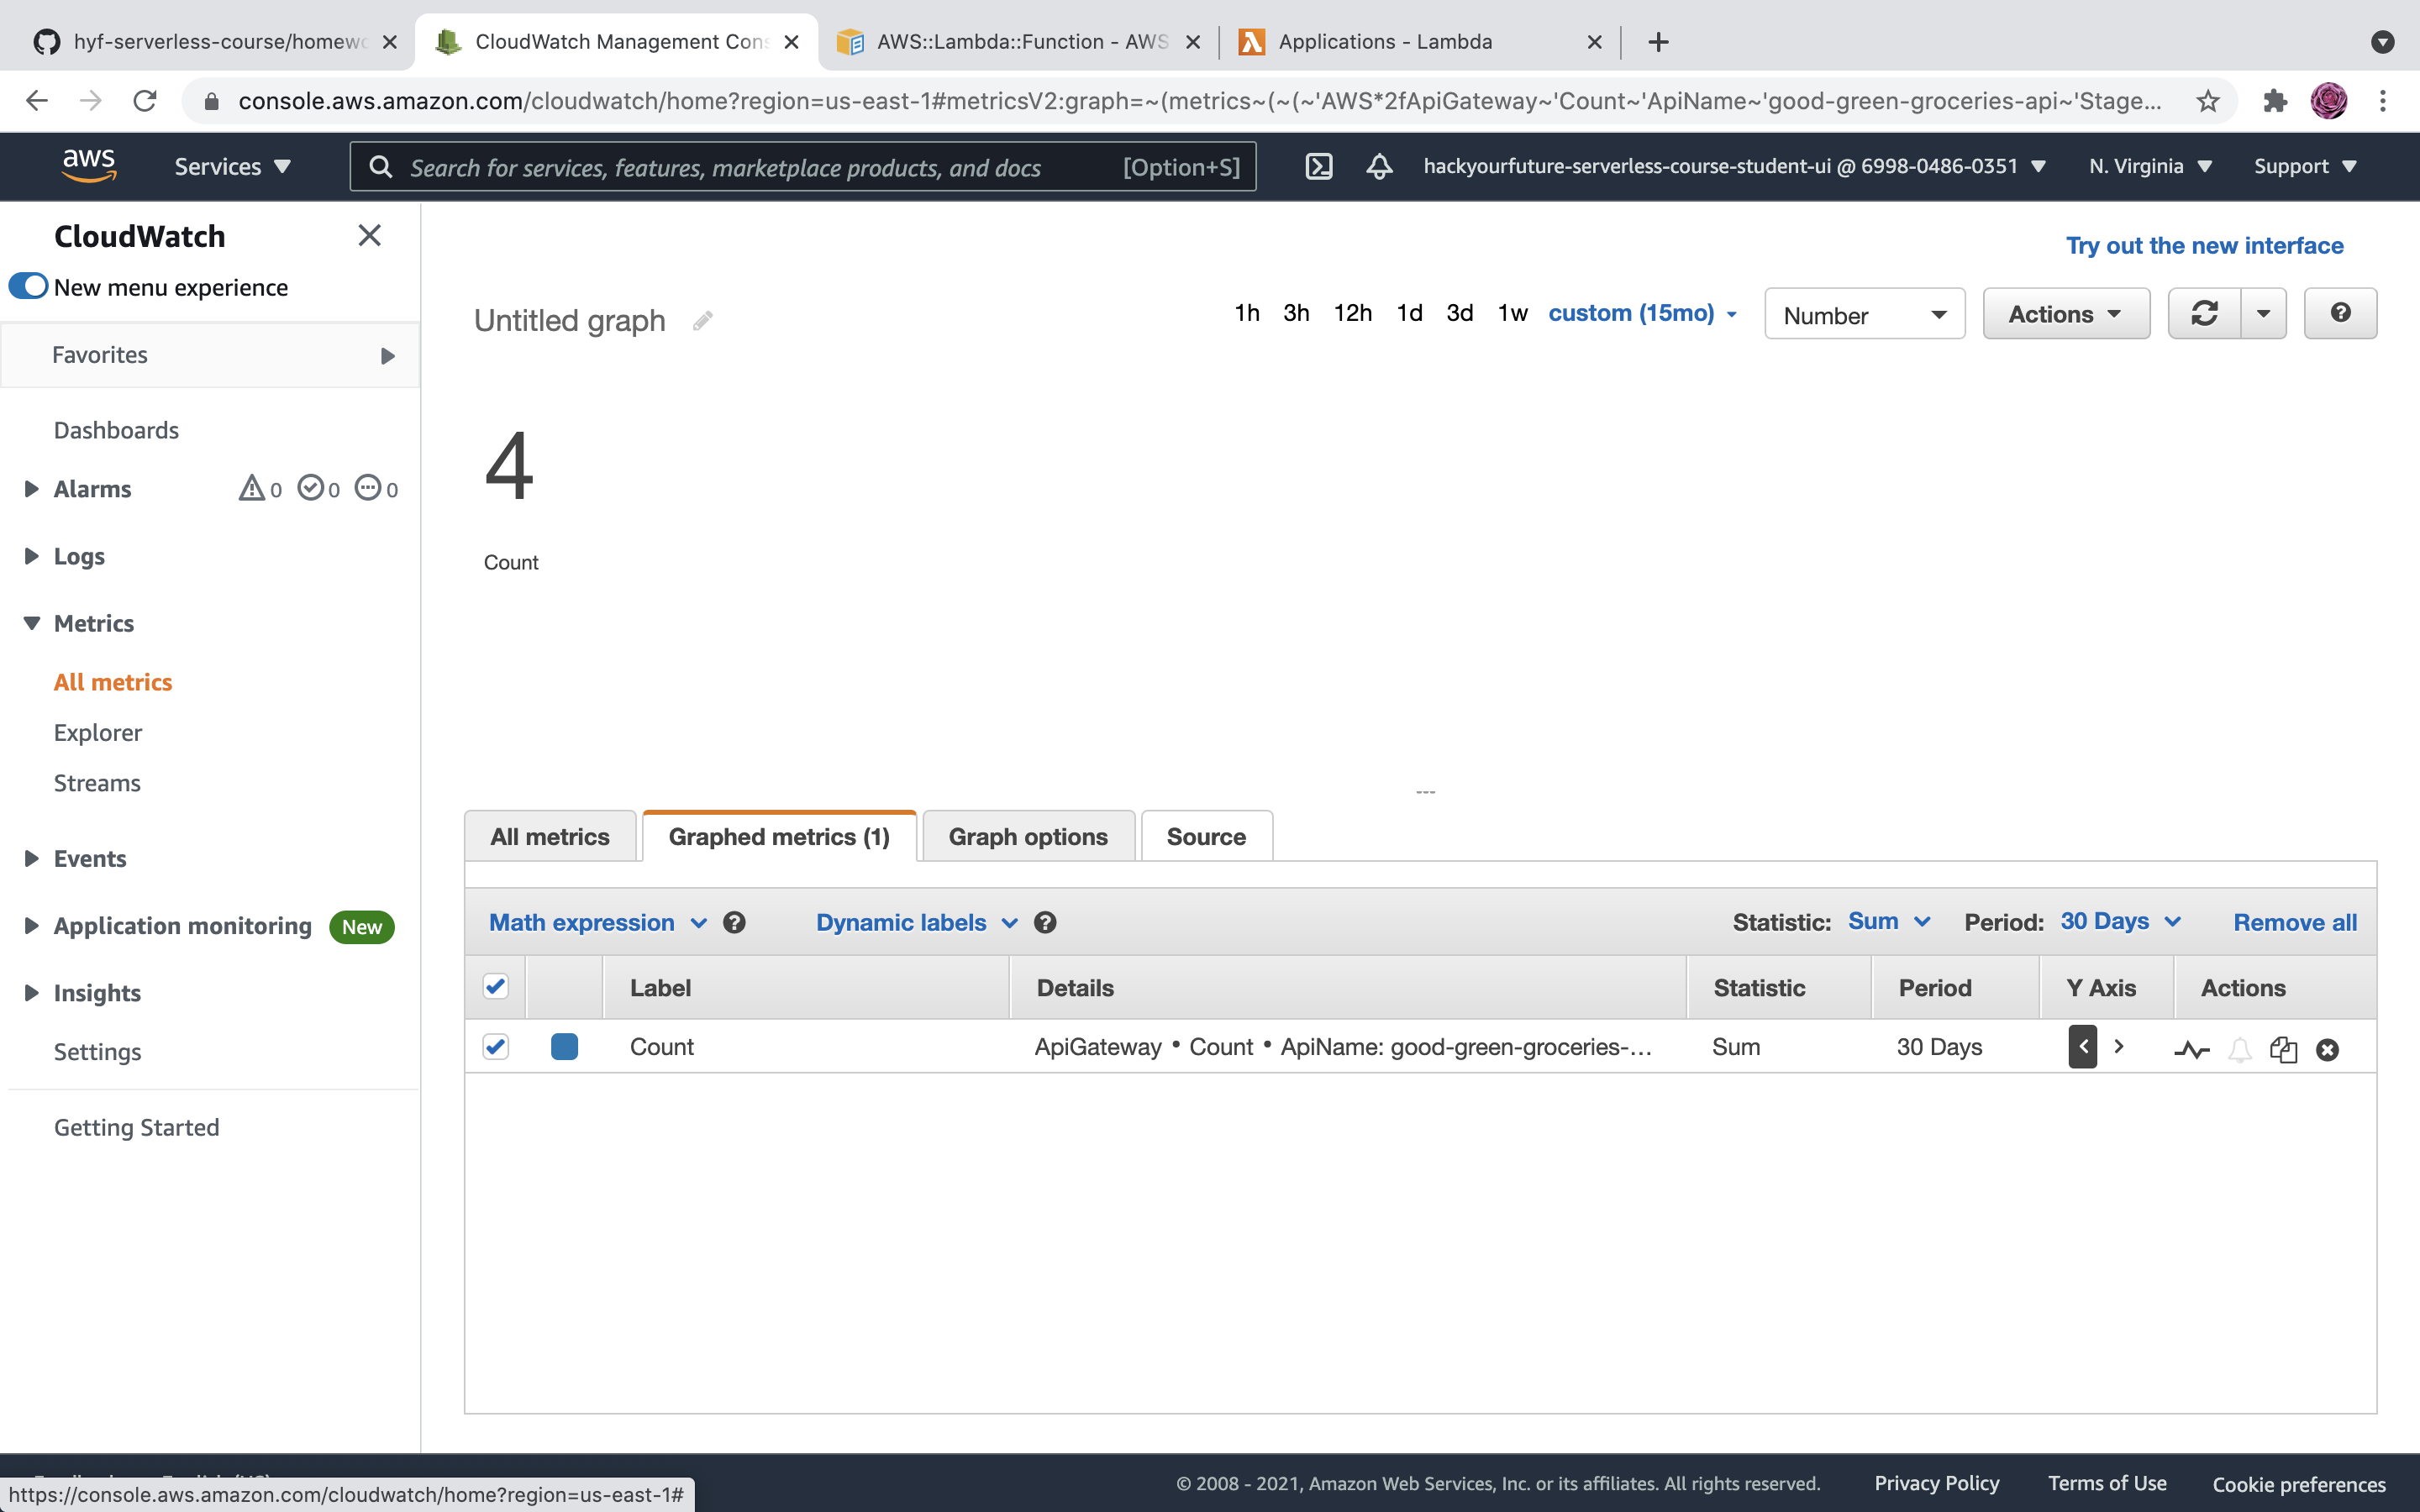 hyf-serverless-course/homewo
CloudWatch Management Cons
AWS::Lambda::Function - AWS
Applications - Lambda
console.aws.amazon.com/cloudwatch/home?region=us-east-1#metricsV2:graph=~(metrics~(~(~'AWS*2fApiGateway~'Count~'ApiName~'good-green-groceries-api~'Stage...
aws
Services
Search for services, features, marketplace products, and docs
[Option+S]
hackyourfuture-serverless-course-student-ui @ 6998-0486-0351
N. Virginia
Support
CloudWatch
New menu experience
Favorites
Dashboards
Alarms
0
0
0
Logs
Metrics
All metrics
Explorer
Streams
Events
Application monitoring
New
Insights
Settings
Getting Started
Try out the new interface
Untitled graph
1h 3h 12h 1d 3d 1w custom (15mo)
Number
Actions
4
Count
All metrics
Graphed metrics (1)
Graph options
Source
Math expression
Dynamic labels
Statistic: Sum
Period: 30 Days
Remove all
Label
Details
Statistic
Period
Y Axis
Actions
Count
ApiGateway • Count • ApiName: good-green-groceries-...
Sum
30 Days
© 2008 - 2021, Amazon Web Services, Inc. or its affiliates. All rights reserved.
Privacy Policy
Terms of Use
Cookie preferences
https://console.aws.amazon.com/cloudwatch/home?region=us-east-1#